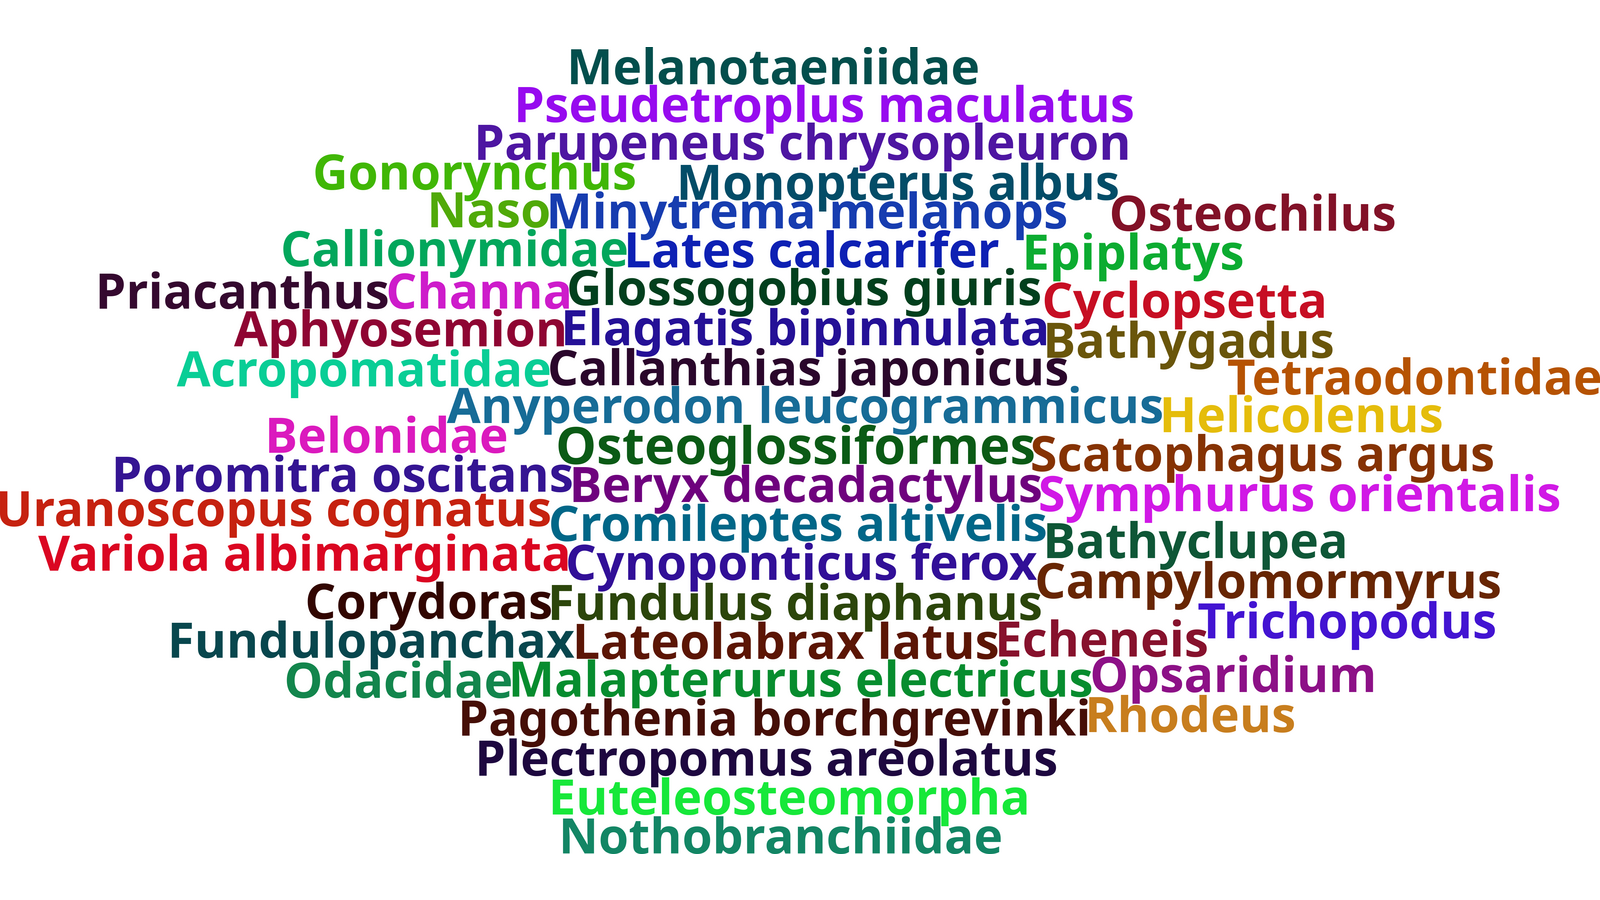 Melanotaeniidae
Pseudetroplus maculatus
Parupeneus chrysopleuron
Gonorynchus
Monopterus albus
Naso
Minytrema melanops
Osteochilus
Callionymidae
Lates calcarifer
Epiplatys
Priacanthus
Channa
Glossogobius giuris
Cyclopsetta
Aphyosemion
Elagatis bipinnulata
Bathygadus
Acropomatidae
Callanthias japonicus
Tetraodontidae
Anyperodon leucogrammicus
Helicolenus
Belonidae
Osteoglossiformes
Scatophagus argus
Poromitra oscitans
Beryx decadactylus
Symphurus orientalis
Uranoscopus cognatus
Cromileptes altivelis
Bathyclupea
Variola albimarginata
Cynoponticus ferox
Campylomormyrus
Corydoras
Fundulus diaphanus
Trichopodus
Fundulopanchax
Lateolabrax latus
Echeneis
Odacidae
Malapterurus electricus
Opsaridium
Pagothenia borchgrevinki
Rhodeus
Plectropomus areolatus
Euteleosteomorpha
Nothobranchiidae